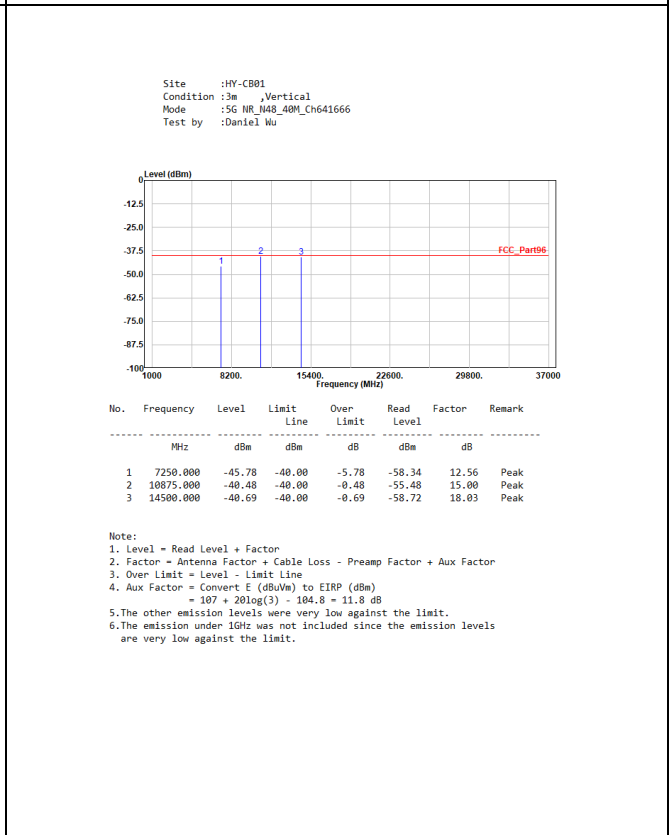 Site :HY-CB01
Condition :3m ,Vertical
Mode :5G NR_N48_40M_Ch641666
Test by :Daniel Wu
Level (dBm)
0
-12.5
-25.0
-37.5
-50.0
-62.5
-75.0
-87.5
-100
FCC_Part96
1
2
3
1000 8200. 15400. 22600. 29800. 37000
Frequency (MHz)
No. Frequency Level Limit Over Read Factor Remark
Line Limit Level
------ ----------- -------- --------- -------- -------- -------- ---------
MHz dBm dBm dB dBm dB
1 7250.000 -45.78 -40.00 -5.78 -58.34 12.56 Peak
2 10875.000 -40.48 -40.00 -0.48 -55.48 15.00 Peak
3 14500.000 -40.69 -40.00 -0.69 -58.72 18.03 Peak
Note:
1. Level = Read Level + Factor
2. Factor = Antenna Factor + Cable Loss - Preamp Factor + Aux Factor
3. Over Limit = Level - Limit Line
4. Aux Factor = Convert E (dBuVm) to EIRP (dBm)
= 107 + 20log(3) - 104.8 = 11.8 dB
5.The other emission levels were very low against the limit.
6.The emission under 1GHz was not included since the emission levels
are very low against the limit.